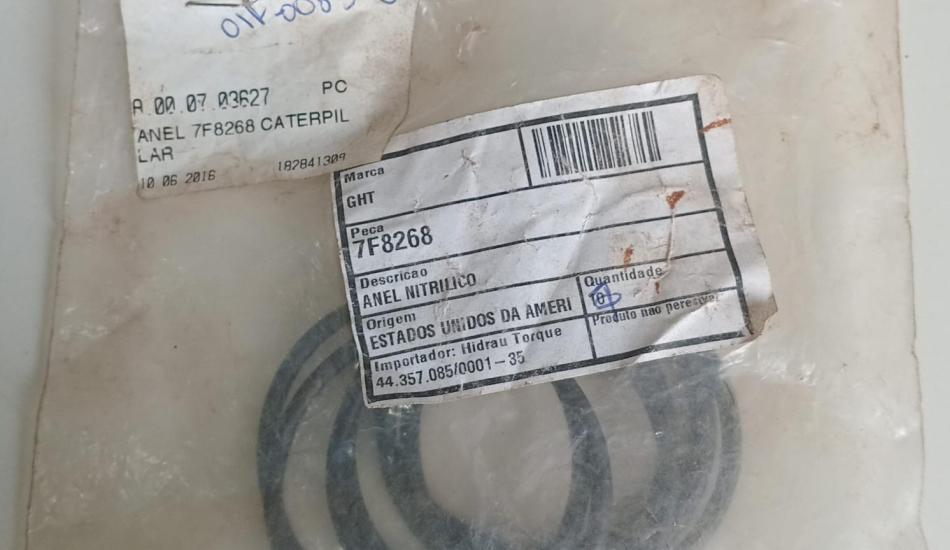 A.00.07.03627 PC
ANEL 7F8268 CATERPIL
LAR
10 06 2016 182841309
Marca
GHT
Peca
7F8268
Descricao
ANEL NITRILICO
Quantidade
10
Origem
ESTADOS UNIDOS DA AMERI
Produto nao perecivel
Importador: Hidrau Torque
44.357.085/0001-35